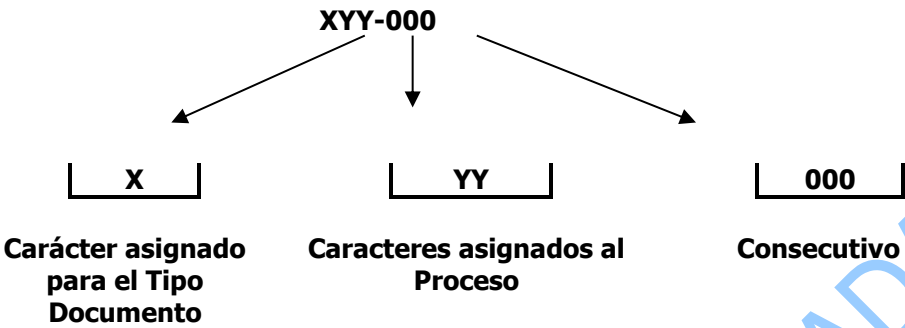 XYY-000
X YY 000
Carácter asignado Caracteres asignados al Consecutivo
para el Tipo Proceso
Documento